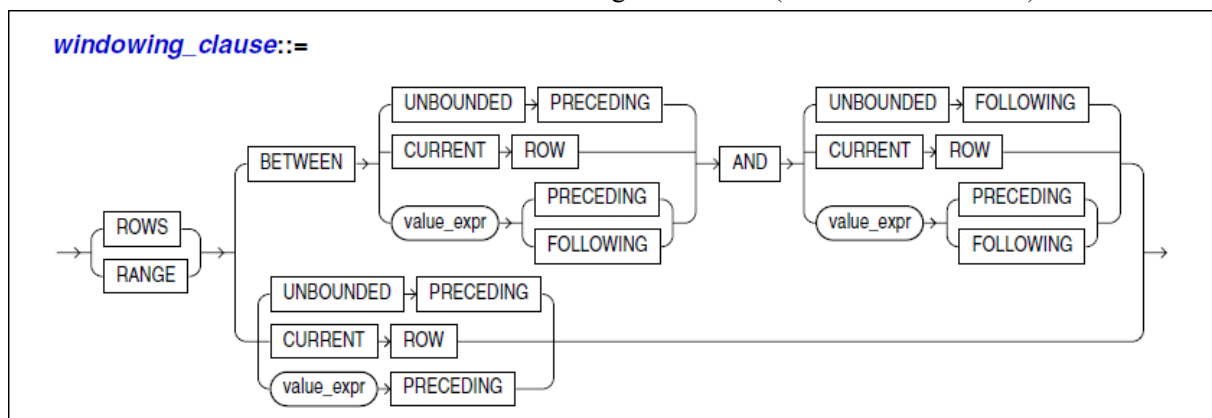 windowing_clause::=
UNBOUNDED PRECEDING UNBOUNDED FOLLOWING
CURRENT ROW CURRENT ROW
BETWEEN AND
value_expr PRECEDING value_expr PRECEDING
FOLLOWING FOLLOWING
ROWS
RANGE
UNBOUNDED PRECEDING
CURRENT ROW
value_expr PRECEDING